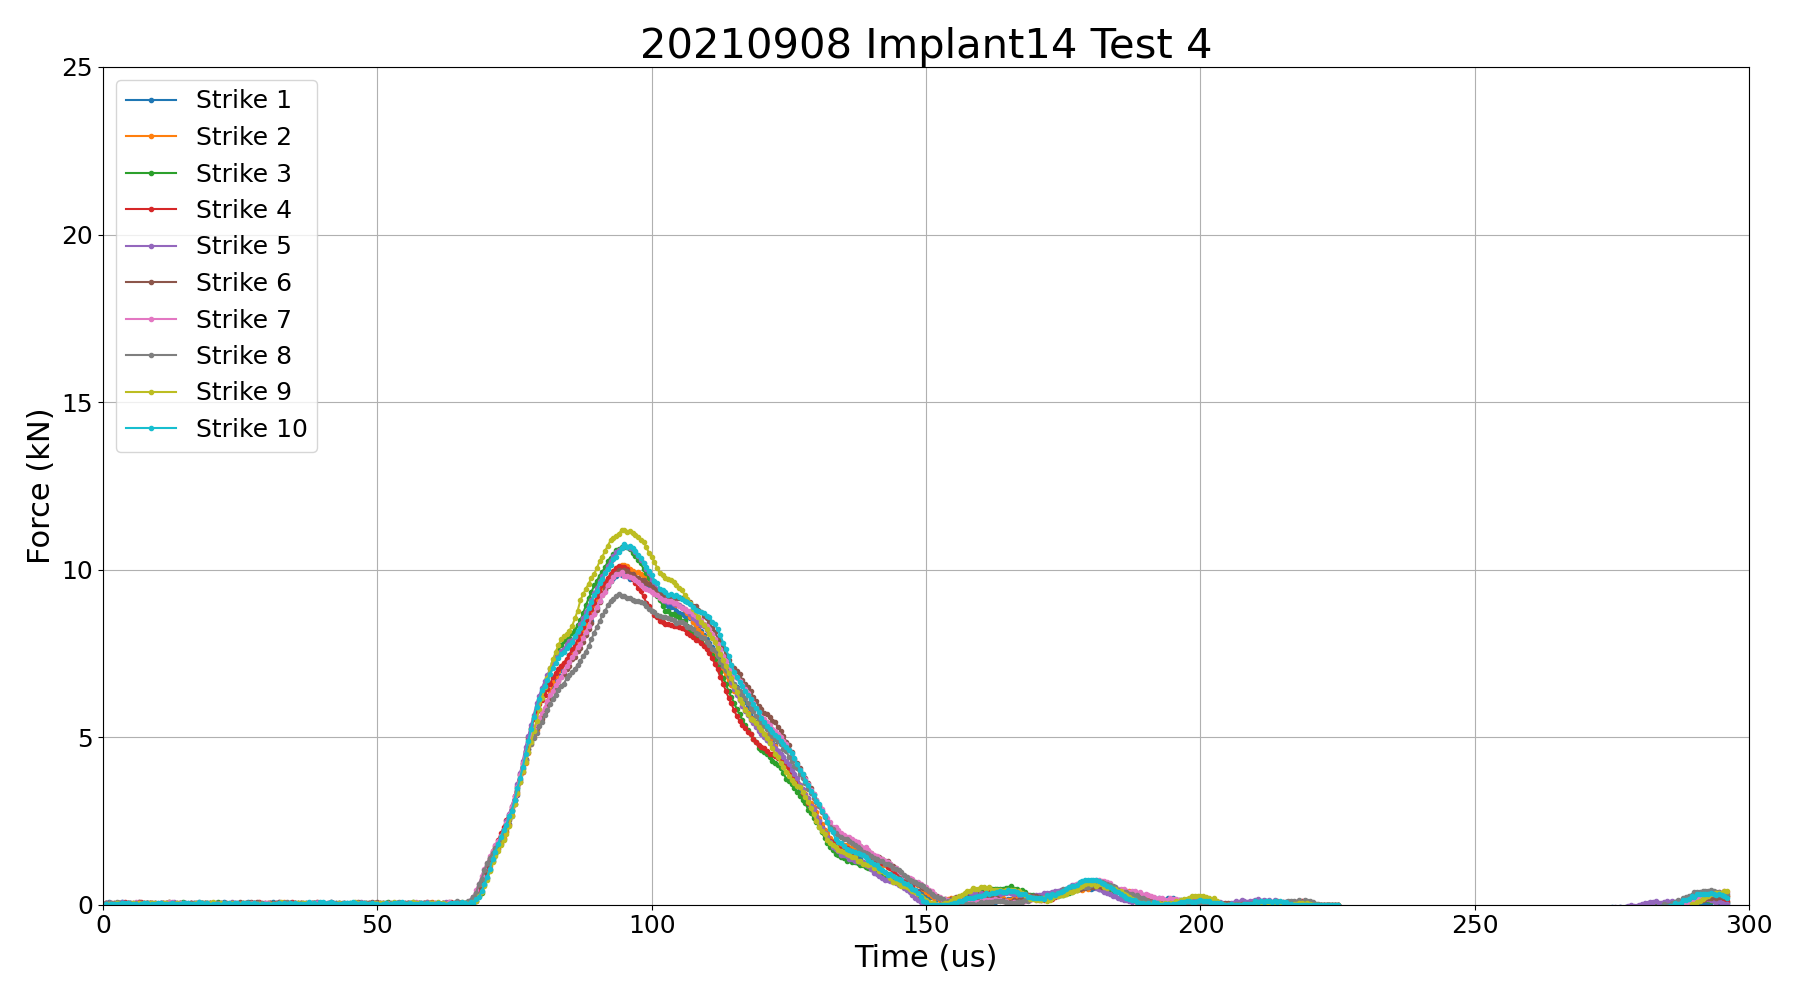 20210908 Implant14 Test 4
25
20
15
10
5
0
Force (kN)
Strike 1
Strike 2
Strike 3
Strike 4
Strike 5
Strike 6
Strike 7
Strike 8
Strike 9
Strike 10
0 50 100 150 200 250 300
Time (us)